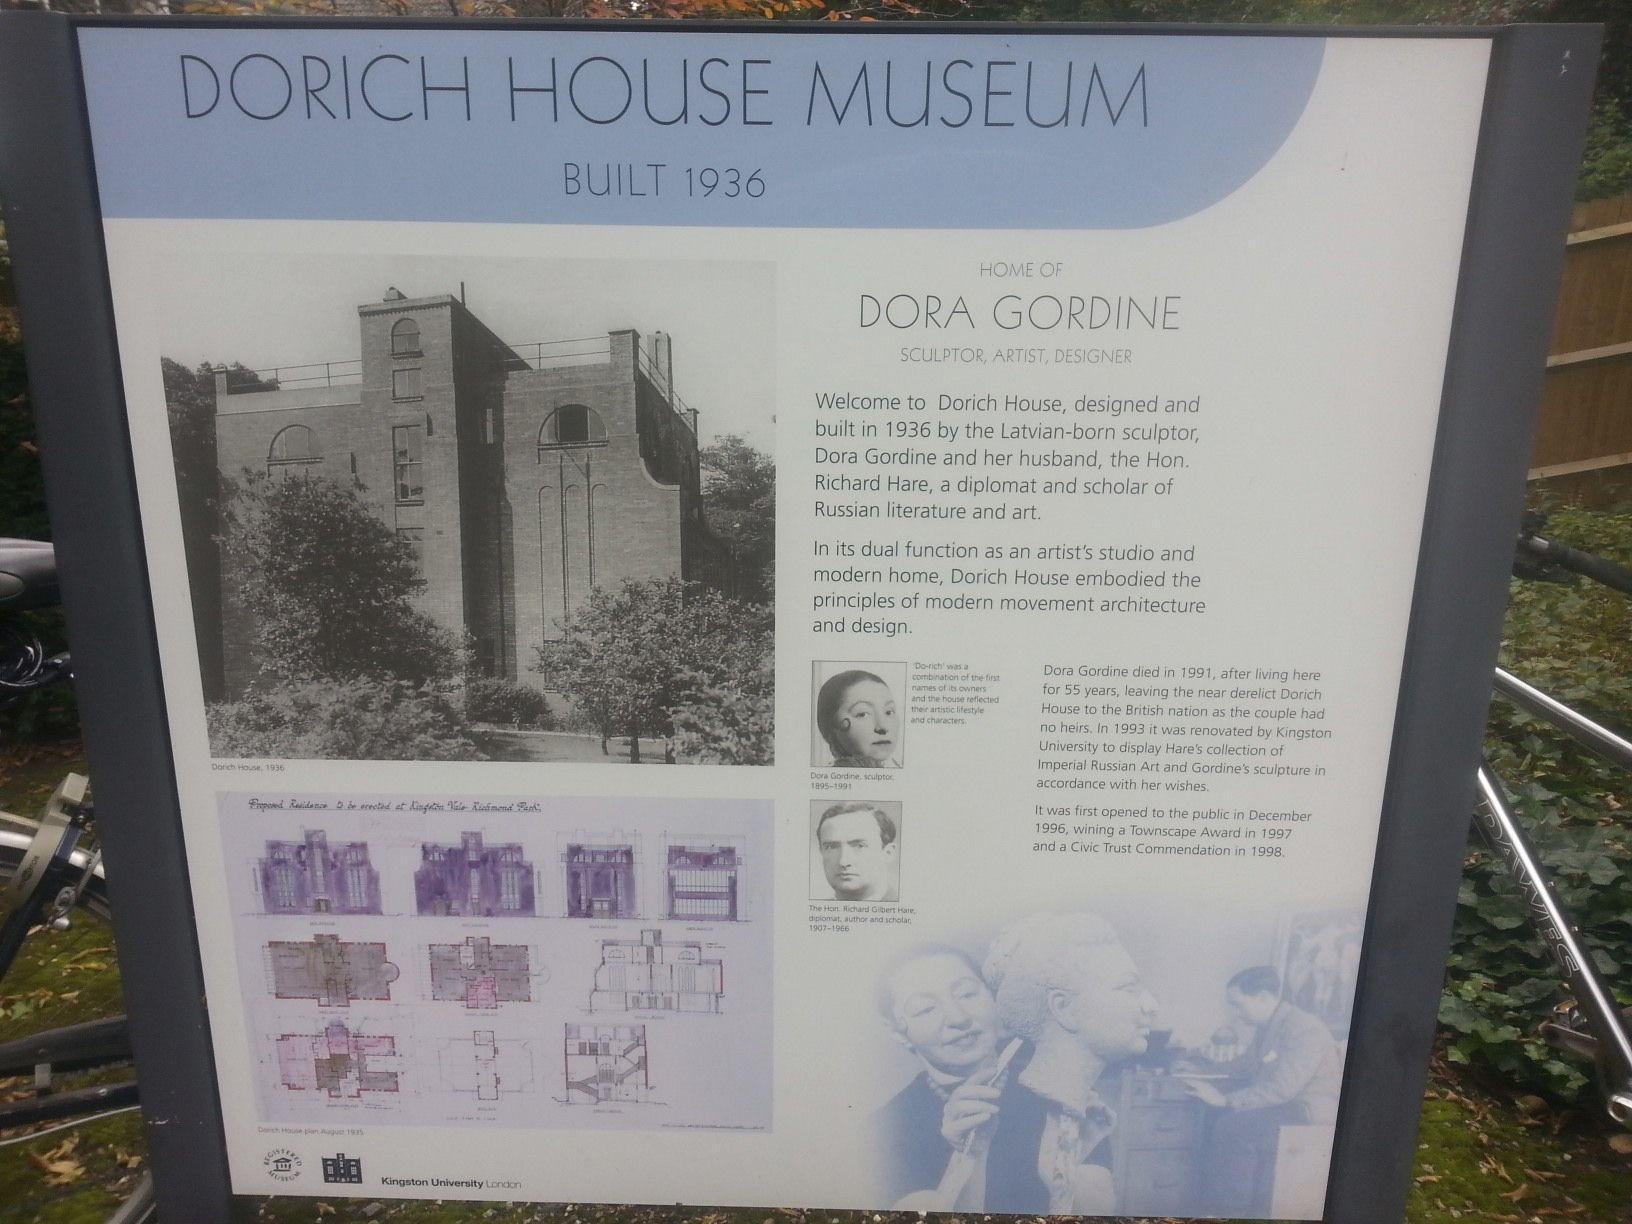 DORICH HOUSE MUSEUM
BUILT 1936
HOME OF
DORA GORDINE
SCULPTOR, ARTIST, DESIGNER
Welcome to Dorich House, designed and
built in 1936 by the Latvian-born sculptor,
Dora Gordine and her husband, the Hon.
Richard Hare, a diplomat and scholar of
Russian literature and art.
In its dual function as an artist's studio and
modern home, Dorich House embodied the
principles of modern movement architecture
and design.
'Do-rich' was a
combination of the first
names of its owners
and the house reflected
their artistic lifestyle
and characters.
Dora Gordine, sculptor,
1895–1991
The Hon. Richard Gilbert Hare,
diplomat, author and scholar,
1907–1966
Dora Gordine died in 1991, after living here
for 55 years, leaving the near derelict Dorich
House to the British nation as the couple had
no heirs. In 1993 it was renovated by Kingston
University to display Hare's collection of
Imperial Russian Art and Gordine's sculpture in
accordance with her wishes.
It was first opened to the public in December
1996, wining a Townscape Award in 1997
and a Civic Trust Commendation in 1998.
Dorich House, 1936
Proposed Residence to be erected at Kingston Vale Richmond Park.
Dorich House plan August 1935
REGISTERED
MUSEUM
Kingston University London
DAWES